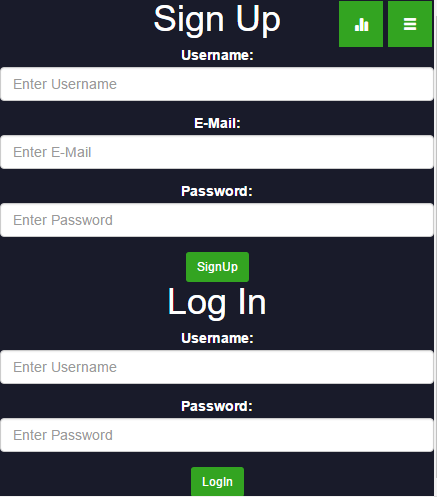 Sign Up
Username:
Enter Username
E-Mail:
Enter E-Mail
Password:
Enter Password
SignUp
Log In
Username:
Enter Username
Password:
Enter Password
Login